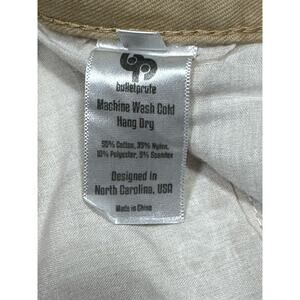 bulletprufe
Machine Wash Cold
Hang Dry
50% Cotton, 35% Nylon,
10% Polyester, 5% Spandex
Designed in
North Carolina, USA
Made in China